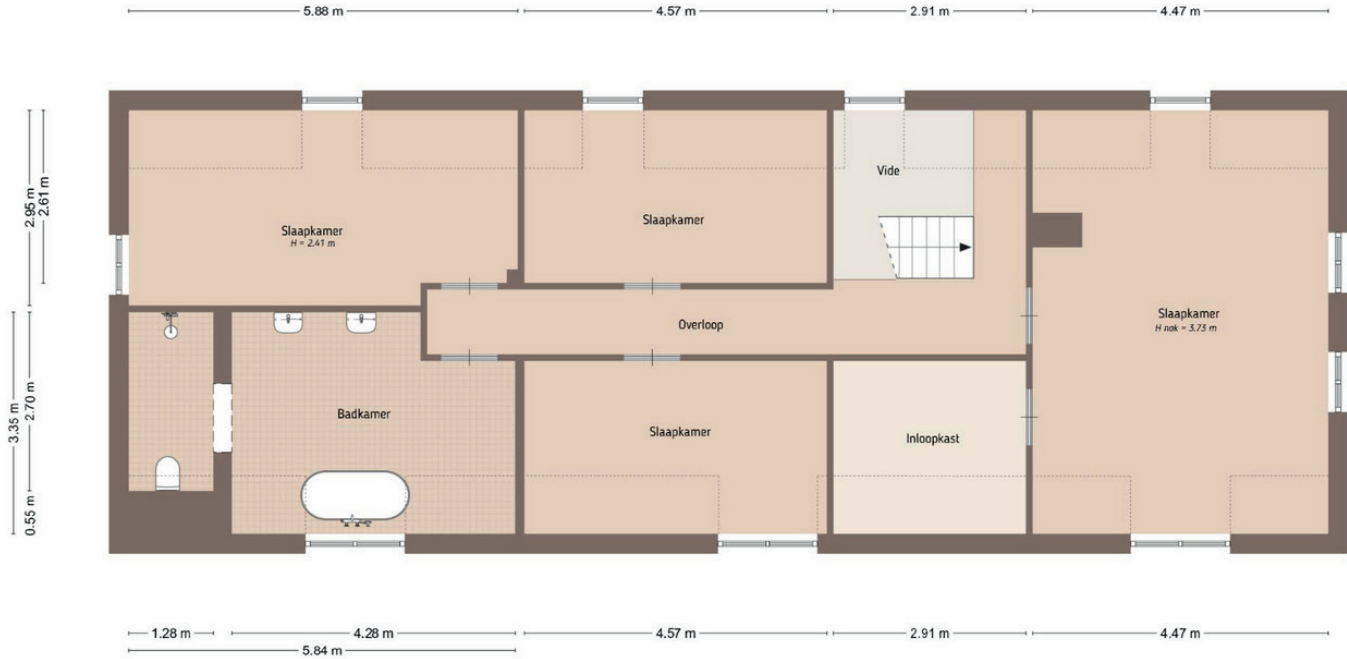 5.88 m
4.57 m
2.91 m
4.47 m
2.95 m
2.61 m
Vide
Slaapkamer
H = 2.41 m
Slaapkamer
Slaapkamer
H nok = 3.73 m
Overloop
3.35 m
2.70 m
0.55 m
Badkamer
Slaapkamer
Inloopkast
1.28 m
4.28 m
4.57 m
2.91 m
4.47 m
5.84 m